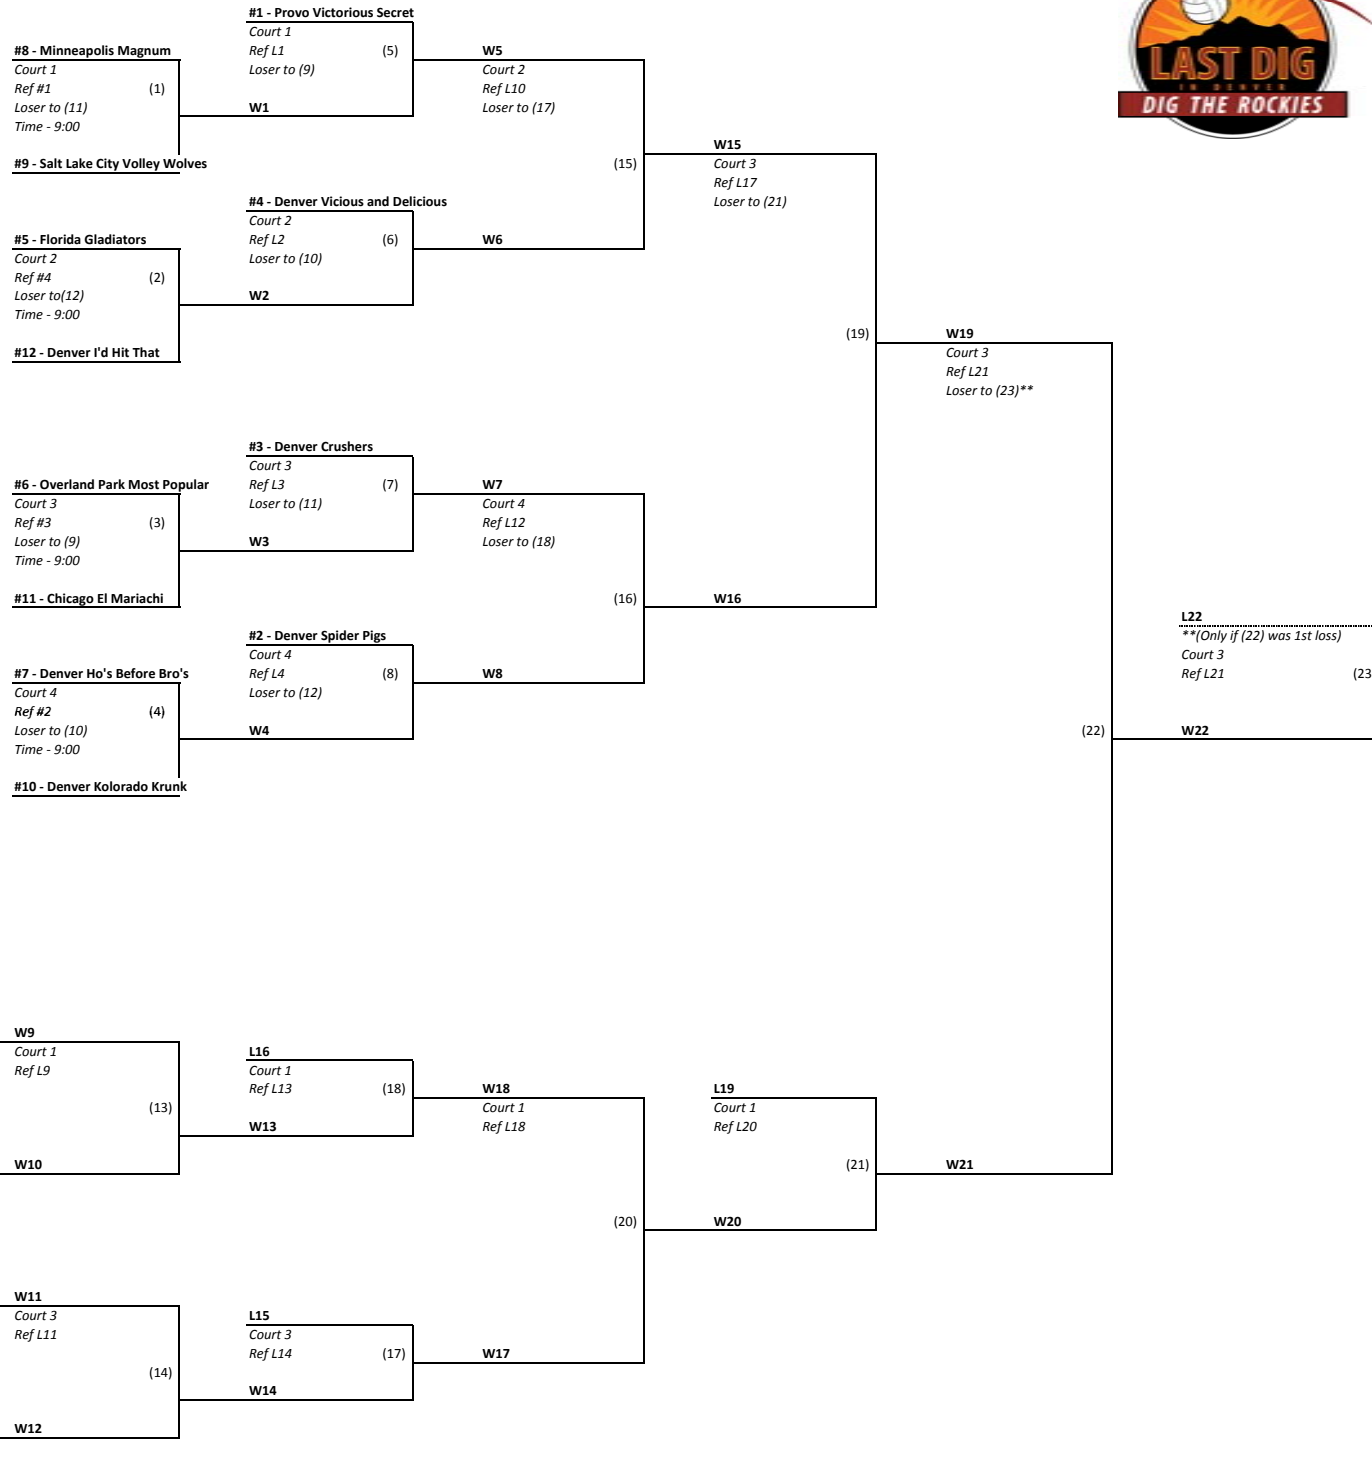 #1 - Provo Victorious Secret
Court 1
Ref L1 (5)
Loser to (9)
W1
#8 - Minneapolis Magnum
Court 1
Ref #1 (1)
Loser to (11)
Time - 9:00
#9 - Salt Lake City Volley Wolves
W5
Court 2
Ref L10
Loser to (17)
(15)
W6
#4 - Denver Vicious and Delicious
Court 2
Ref L2 (6)
Loser to (10)
W2
#5 - Florida Gladiators
Court 2
Ref #4 (2)
Loser to(12)
Time - 9:00
#12 - Denver I'd Hit That
W15
Court 3
Ref L17
Loser to (21)
(19)
W16
LAST DIG
IN DENVER
DIG THE ROCKIES
W19
Court 3
Ref L21
Loser to (23)**
#3 - Denver Crushers
Court 3
Ref L3 (7)
Loser to (11)
W3
#6 - Overland Park Most Popular
Court 3
Ref #3 (3)
Loser to (9)
Time - 9:00
#11 - Chicago El Mariachi
W7
Court 4
Ref L12
Loser to (18)
(16)
W8
#2 - Denver Spider Pigs
Court 4
Ref L4 (8)
Loser to (12)
W4
#7 - Denver Ho's Before Bro's
Court 4
Ref #2 (4)
Loser to (10)
Time - 9:00
#10 - Denver Kolorado Krunk
L22
**(Only if (22) was 1st loss)
Court 3
Ref L21 (23
(22)
W22
W9
Court 1
Ref L9
(13)
W10
L16
Court 1
Ref L13 (18)
W13
W18
Court 1
Ref L18
(20)
W17
L19
Court 1
Ref L20
(21)
W20
W21
W11
Court 3
Ref L11
(14)
W12
L15
Court 3
Ref L14 (17)
W14